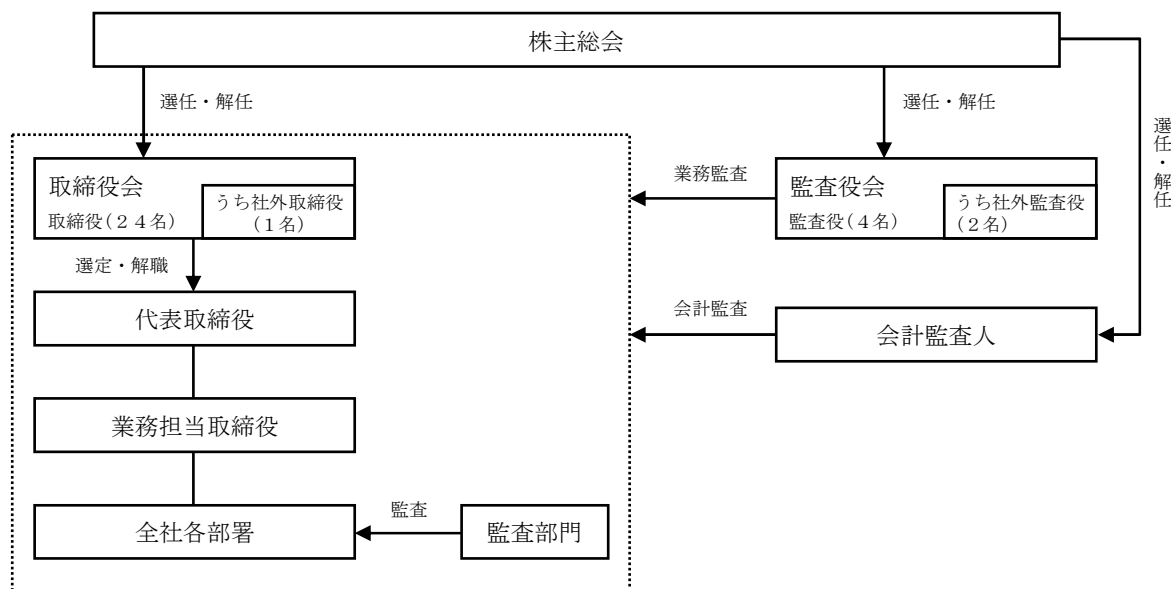 株主総会
選任・解任
選任・解任
選任・解任
取締役会
取締役(24名)
うち社外取締役
(1名)
業務監査
監査役会
監査役(4名)
うち社外監査役
(2名)
選定・解職
代表取締役
会計監査
会計監査人
業務担当取締役
全社各部署
監査
監査部門